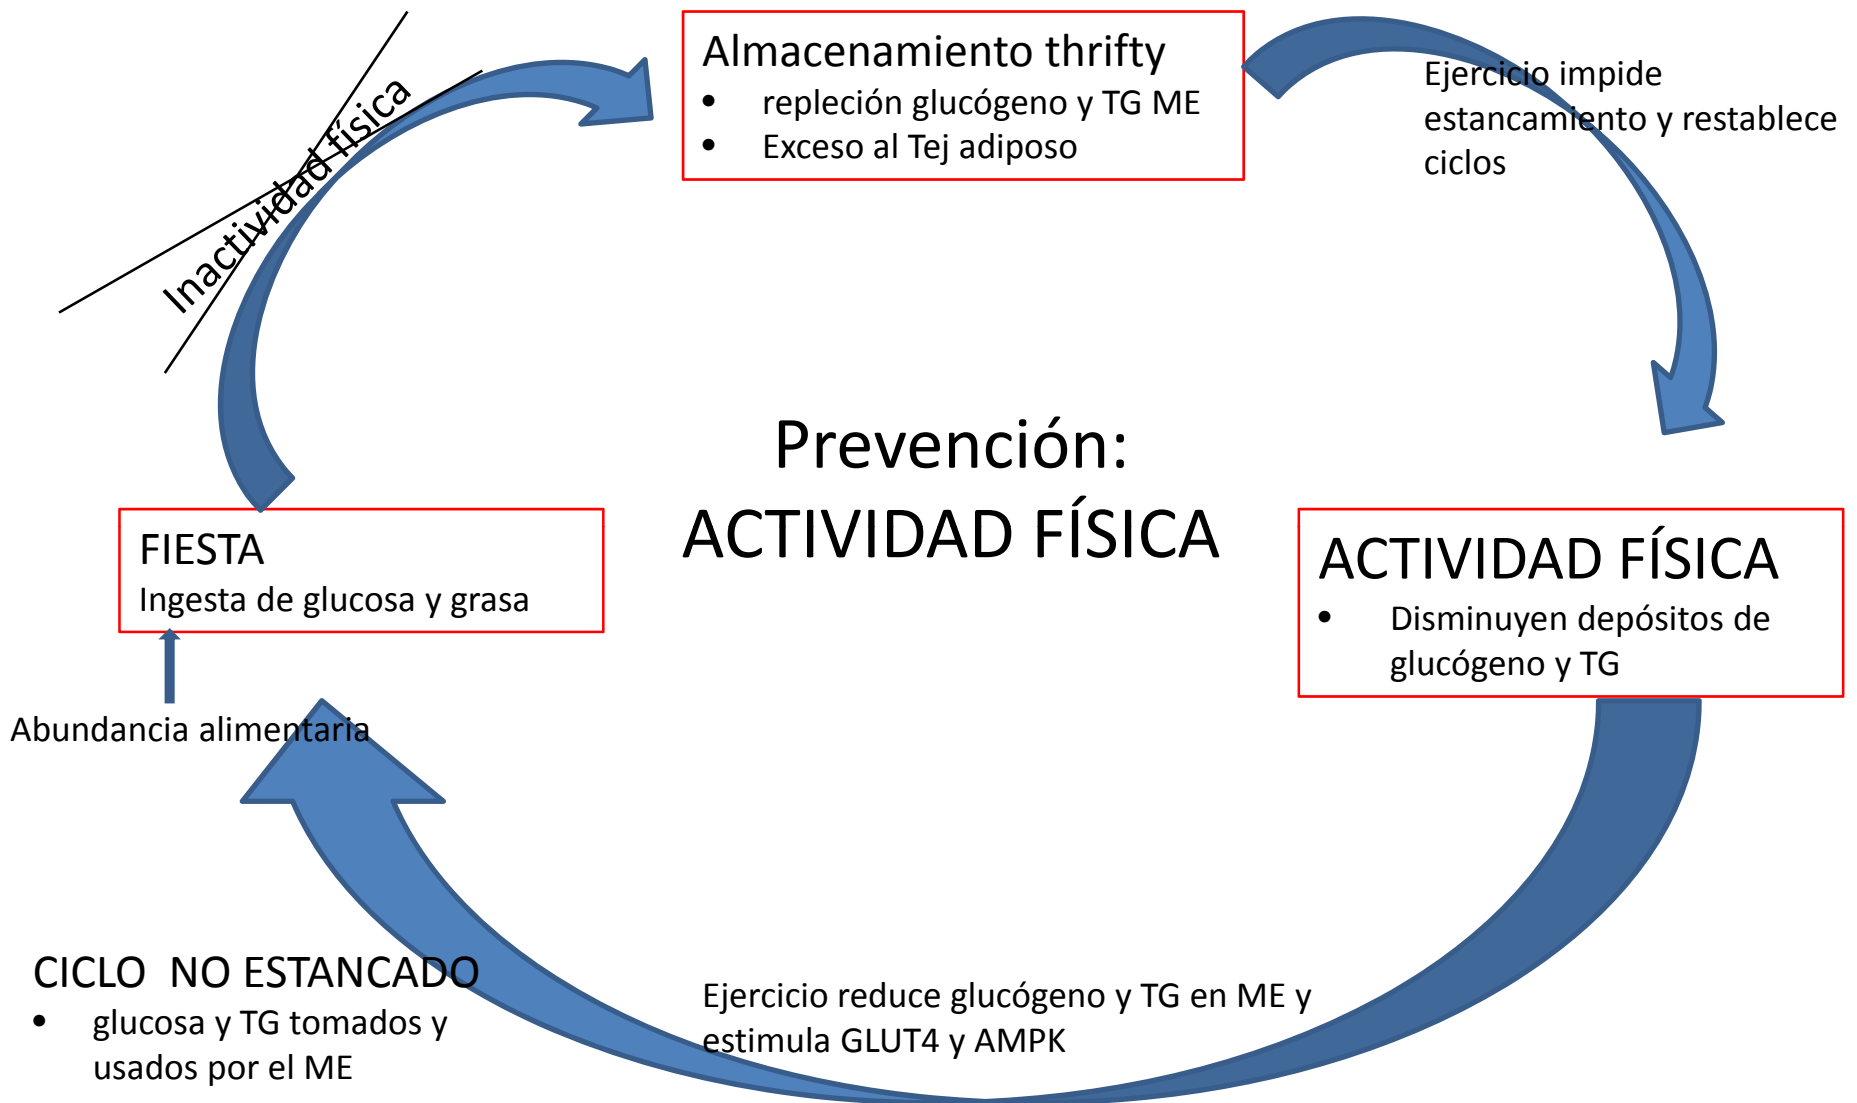 Almacenamiento thrifty
• repleción glucógeno y TG ME
• Exceso al Tej adiposo
Ejercicio impide
estancamiento y restablece
ciclos
Inactividad física
Prevención:
ACTIVIDAD FÍSICA
FIESTA
Ingesta de glucosa y grasa
ACTIVIDAD FÍSICA
• Disminuyen depósitos de
glucógeno y TG
Abundancia alimentaria
CICLO  NO ESTANCADO
• glucosa y TG tomados y
usados por el ME
Ejercicio reduce glucógeno y TG en ME y
estimula GLUT4 y AMPK